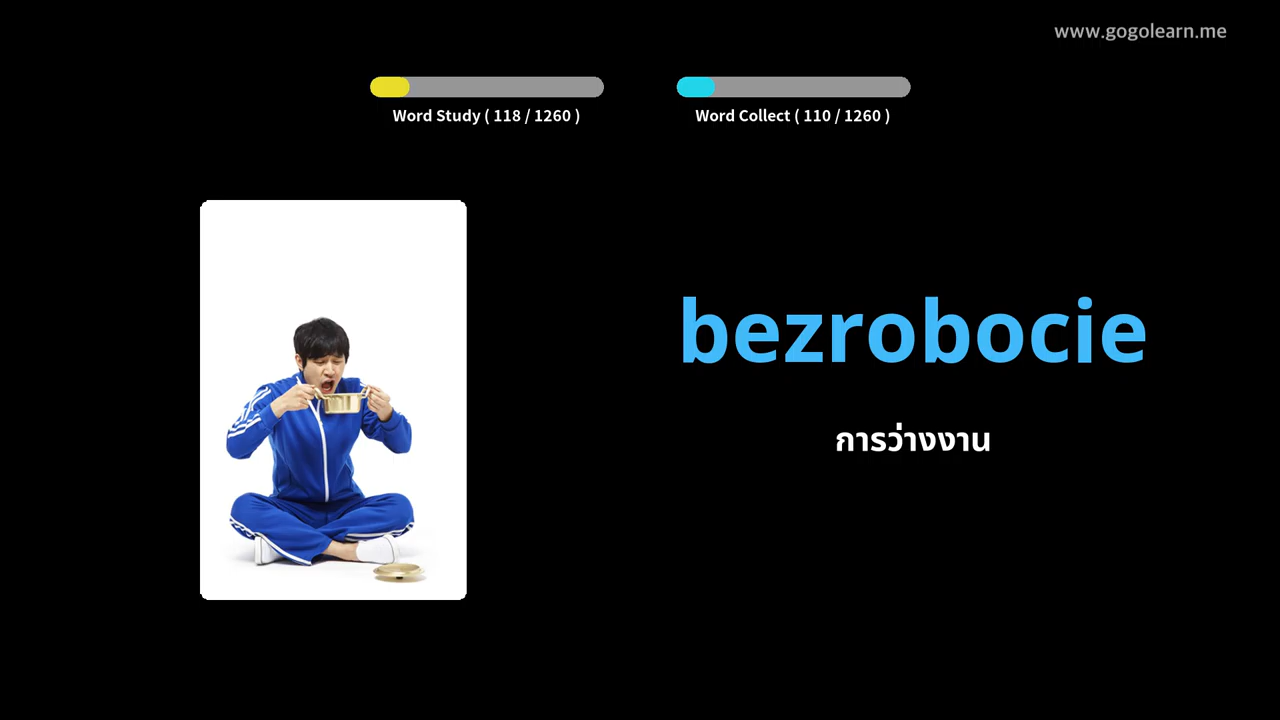 www.gogolearn.me
Word Study ( 118 / 1260 )
Word Collect ( 110 / 1260 )
bezrobocie
การว่างงาน